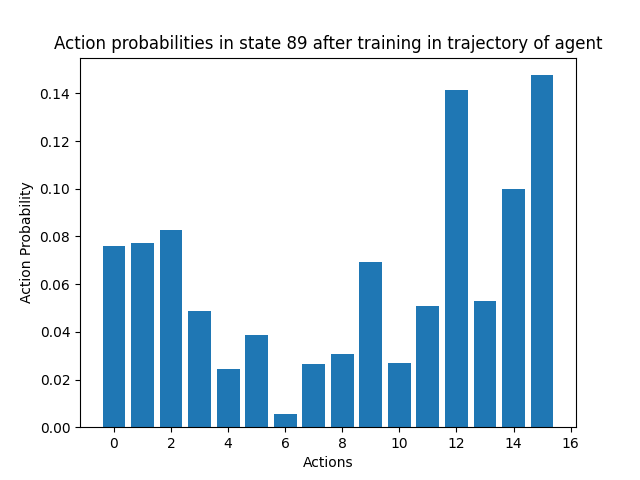 Action probabilities in state 89 after training in trajectory of agent
0.14
0.12
0.10
0.08
0.06
0.04
0.02
0.00
Action Probability
0 2 4 6 8 10 12 14 16
Actions